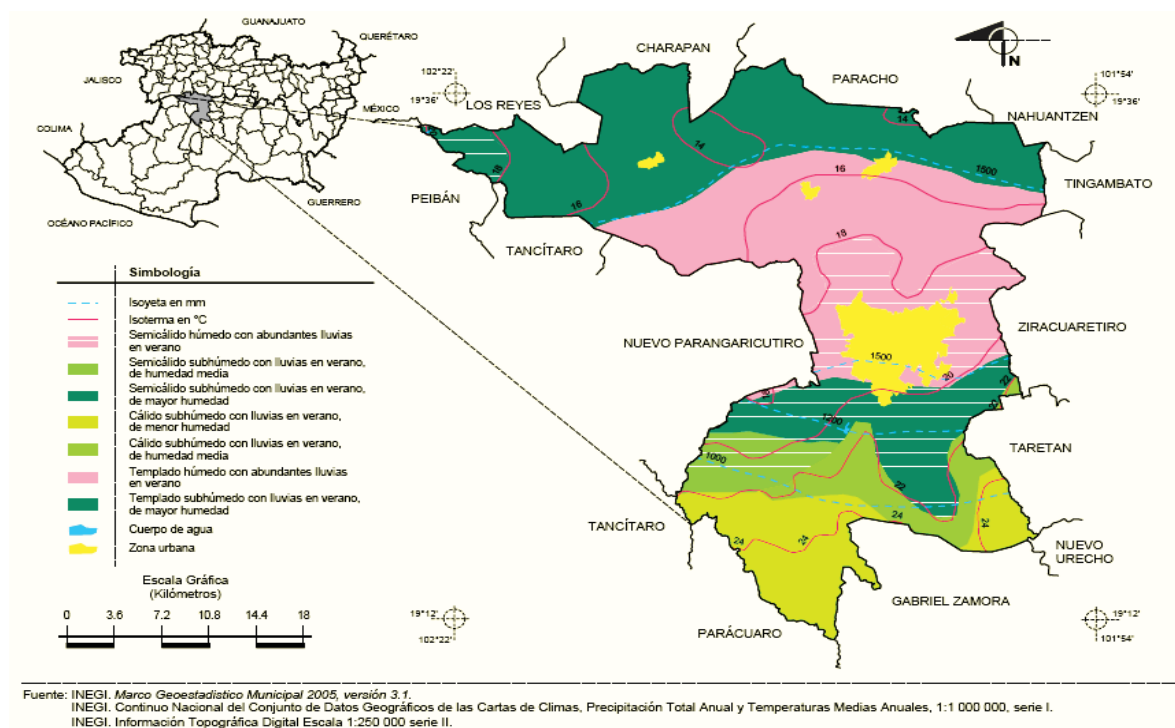 GUANAJUATO
QUERÉTARO
JALISCO
MÉXICO
COLIMA
GUERRERO
OCÉANO PACÍFICO
N
102°22'
19°36'
101°54'
19°36'
CHARAPAN
PARACHO
LOS REYES
NAHUANTZEN
14
14
18
1500
TINGAMBATO
PEIBÁN
16
16
TANCÍTARO
18
ZIRACUARETIRO
NUEVO PARANGARICUTIRO
1500
20
22
18
1200
TARETAN
1000
22
24
24
TANCÍTARO
24
24
NUEVO
URECHO
GABRIEL ZAMORA
PARÁCUARO
19°12'
102°22'
19°12'
101°54'
Simbología
Isoyeta en mm
Isoterma en °C
Semicálido húmedo con abundantes lluvias
en verano
Semicálido subhúmedo con lluvias en verano,
de humedad media
Semicálido subhúmedo con lluvias en verano,
de mayor humedad
Cálido subhúmedo con lluvias en verano,
de menor humedad
Cálido subhúmedo con lluvias en verano,
de humedad media
Templado húmedo con abundantes lluvias
en verano
Templado subhúmedo con lluvias en verano,
de mayor humedad
Cuerpo de agua
Zona urbana
Escala Gráfica
(Kilómetros)
0 3.6 7.2 10.8 14.4 18
Fuente: INEGI. Marco Geoestadistico Municipal 2005, versión 3.1.
INEGI. Continuo Nacional del Conjunto de Datos Geográficos de las Cartas de Climas, Precipitación Total Anual y Temperaturas Medias Anuales, 1:1 000 000, serie I.
INEGI. Información Topográfica Digital Escala 1:250 000 serie II.